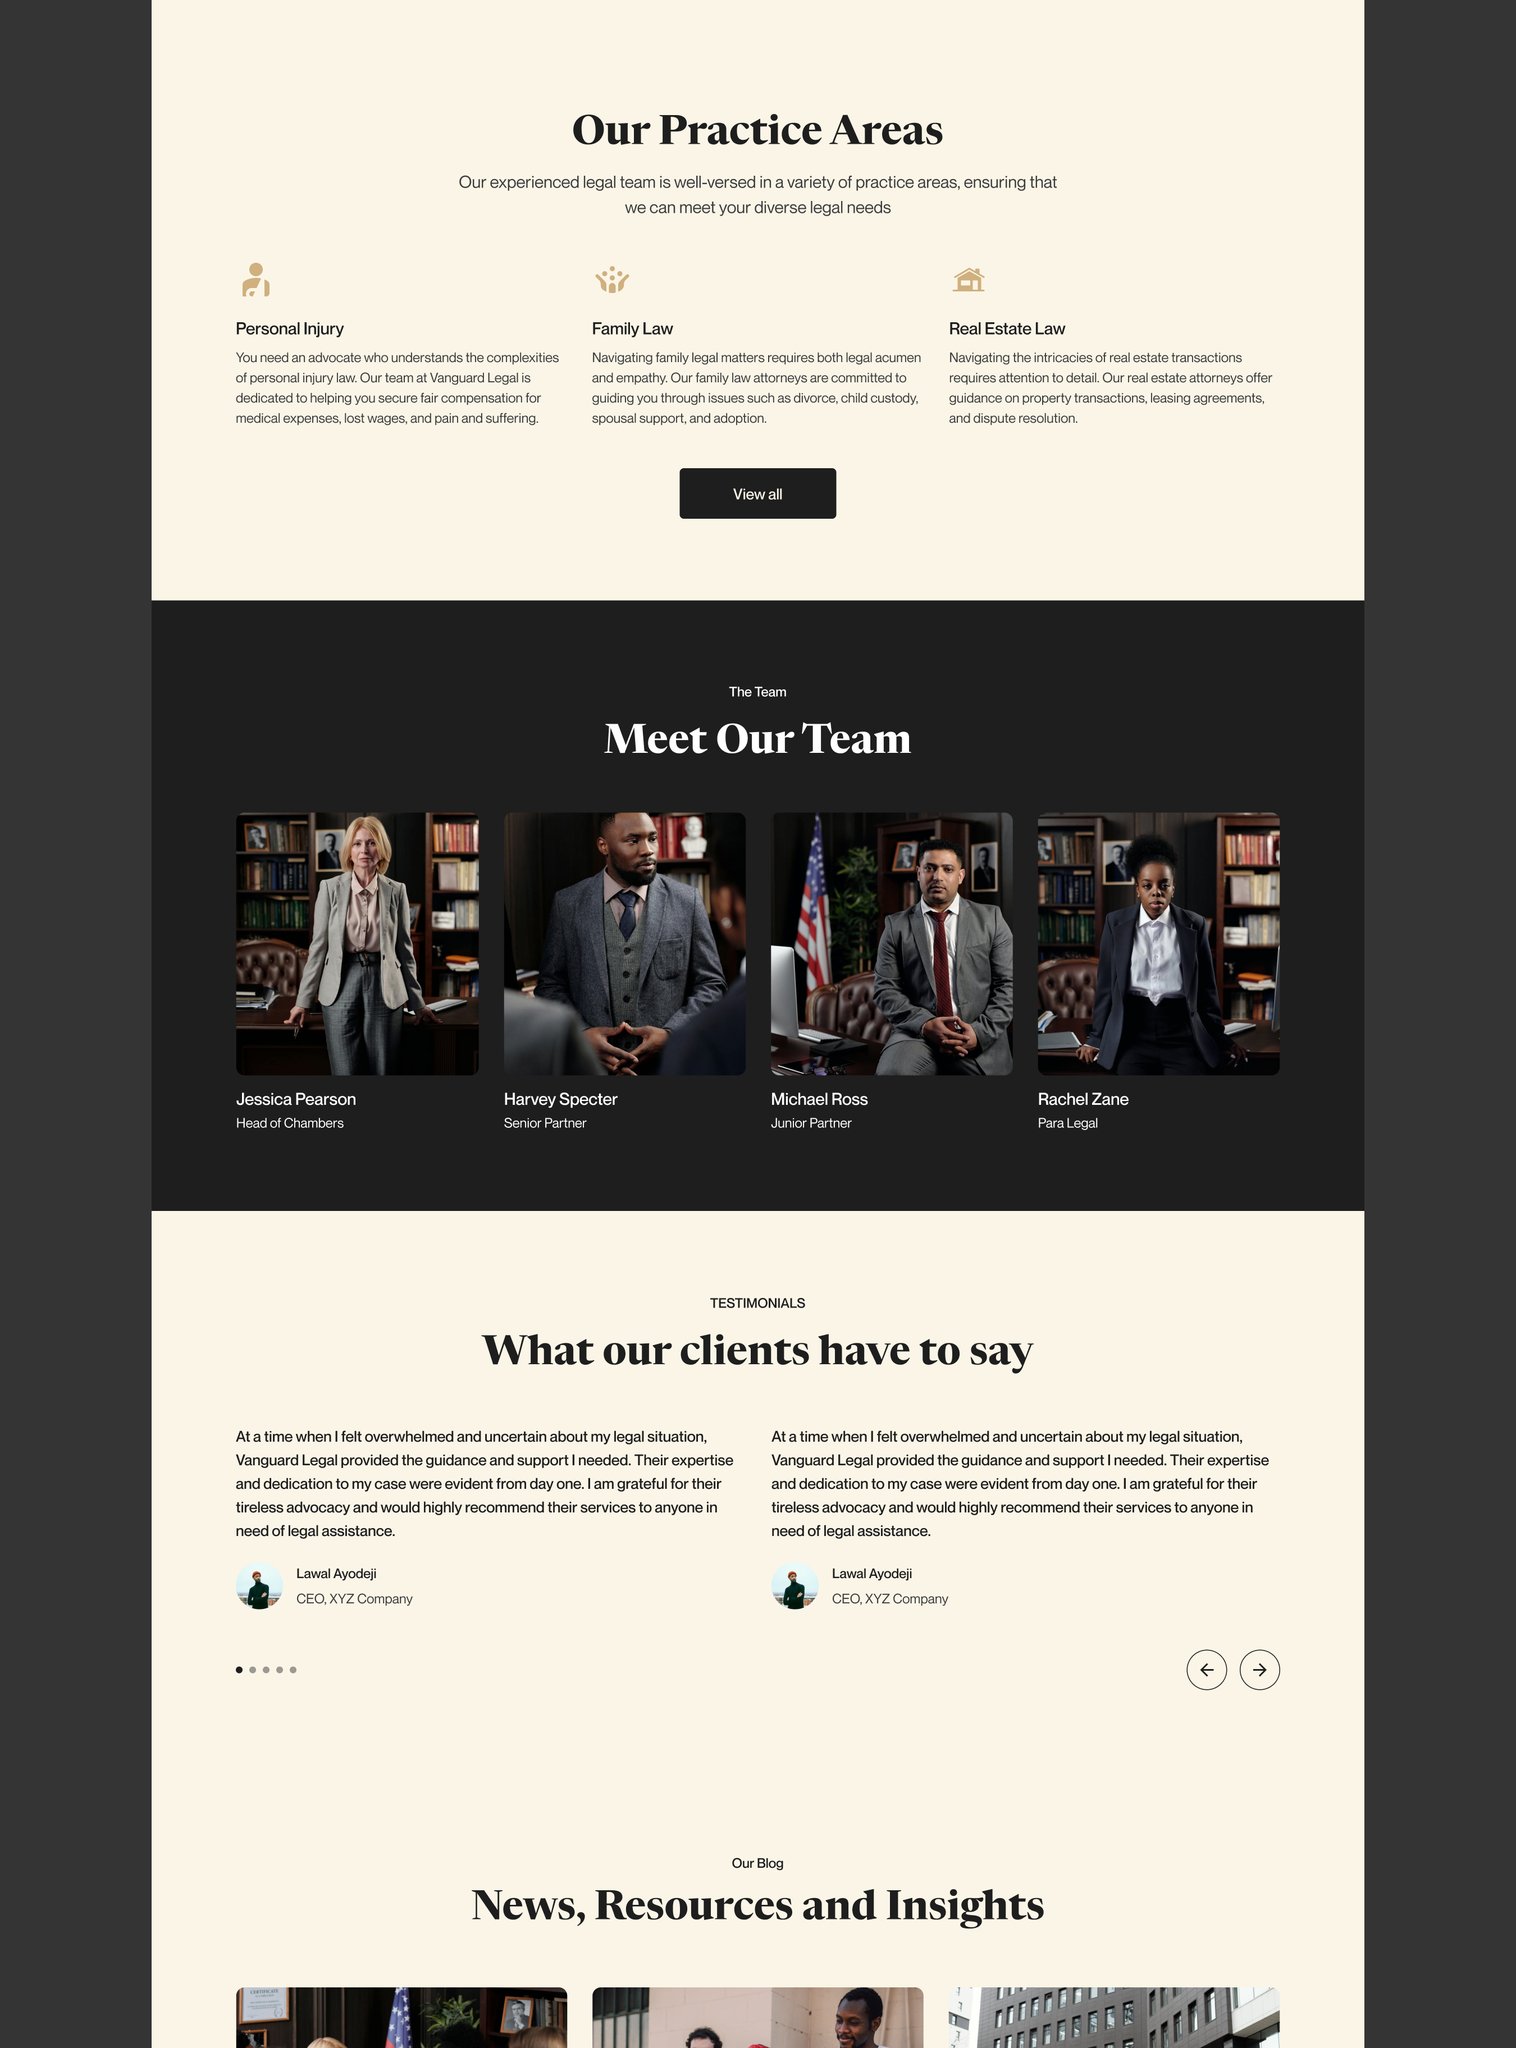 Our Practice Areas
Our experienced legal team is well-versed in a variety of practice areas, ensuring that
we can meet your diverse legal needs
Personal Injury
You need an advocate who understands the complexities
of personal injury law. Our team at Vanguard Legal is
dedicated to helping you secure fair compensation for
medical expenses, lost wages, and pain and suffering.
Family Law
Navigating family legal matters requires both legal acumen
and empathy. Our family law attorneys are committed to
guiding you through issues such as divorce, child custody,
spousal support, and adoption.
Real Estate Law
Navigating the intricacies of real estate transactions
requires attention to detail. Our real estate attorneys offer
guidance on property transactions, leasing agreements,
and dispute resolution.
View all
The Team
Meet Our Team
Jessica Pearson
Head of Chambers
Harvey Specter
Senior Partner
Michael Ross
Junior Partner
Rachel Zane
Para Legal
TESTIMONIALS
What our clients have to say
At a time when I felt overwhelmed and uncertain about my legal situation,
Vanguard Legal provided the guidance and support I needed. Their expertise
and dedication to my case were evident from day one. I am grateful for their
tireless advocacy and would highly recommend their services to anyone in
need of legal assistance.
Lawal Ayodeji
CEO, XYZ Company
At a time when I felt overwhelmed and uncertain about my legal situation,
Vanguard Legal provided the guidance and support I needed. Their expertise
and dedication to my case were evident from day one. I am grateful for their
tireless advocacy and would highly recommend their services to anyone in
need of legal assistance.
Lawal Ayodeji
CEO, XYZ Company
Our Blog
News, Resources and Insights
CERTIFICATE